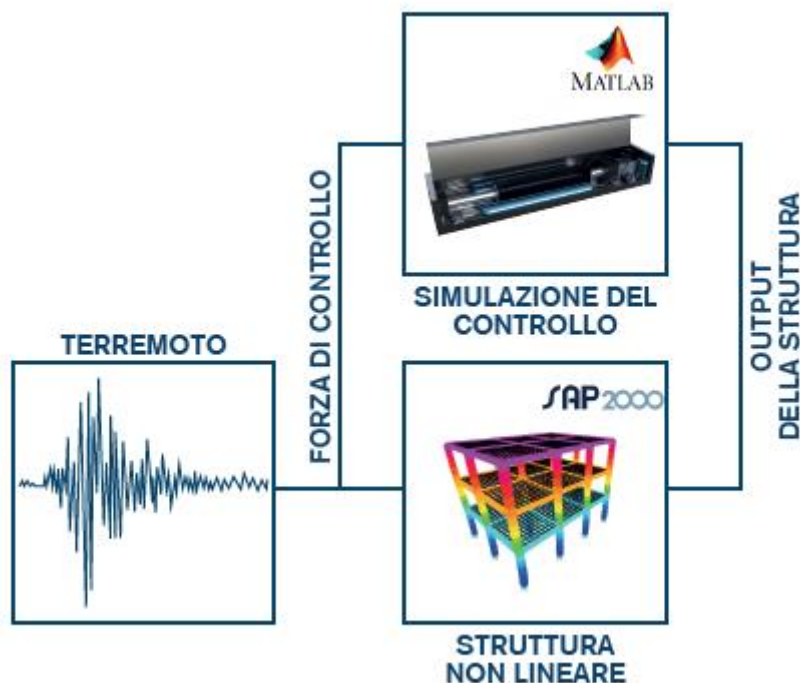 MATLAB
SIMULAZIONE DEL
CONTROLLO
FORZA DI CONTROLLO
OUTPUT
DELLA STRUTTURA
TERREMOTO
SAP2000
STRUTTURA
NON LINEARE